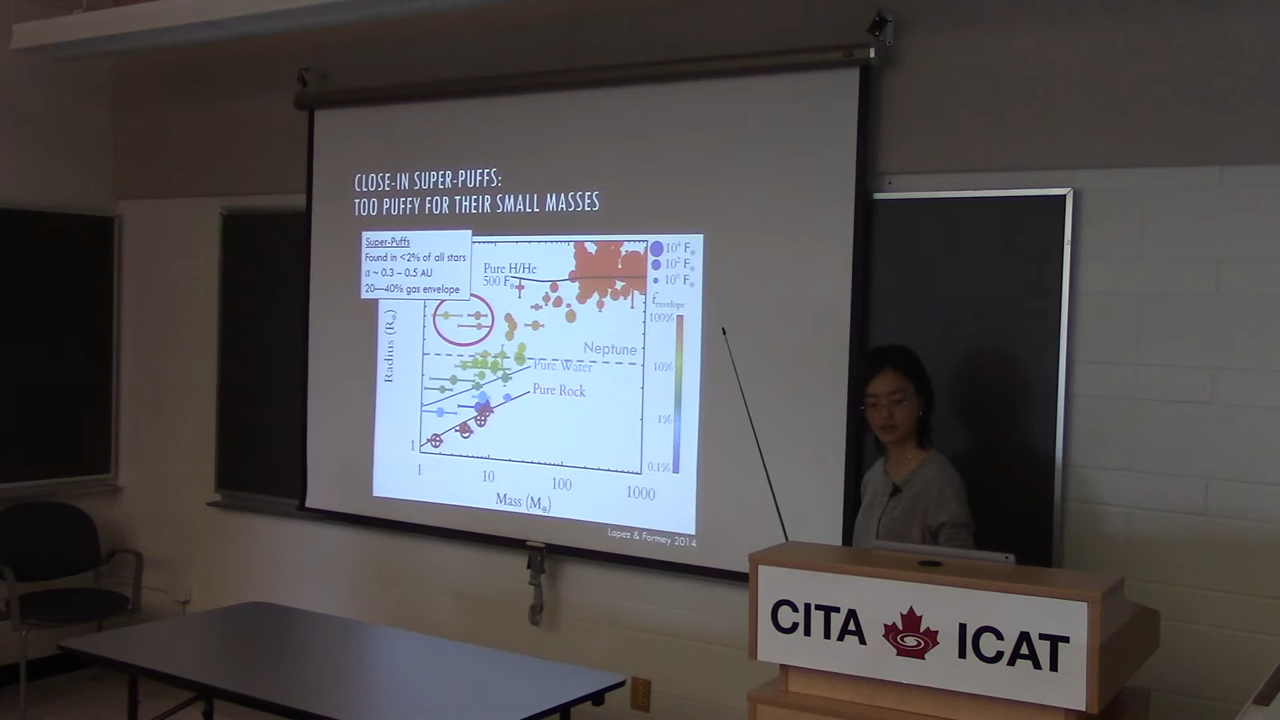 CLOSE-IN SUPER-PUFFS:
TOO PUFFY FOR THEIR SMALL MASSES
Super-Puffs
Found in <2% of all stars
a ~ 0.3 – 0.5 AU
20—40% gas envelope
Pure H/He
500 F⊕
10⁴ F⊕
10² F⊕
10⁰ F⊕
f envelope
100%
10%
1%
0.1%
Neptune
Pure Water
Pure Rock
Radius (R⊕)
1
1
10
100
1000
Mass (M⊕)
Lopez & Fortney 2014
CITA ICAT